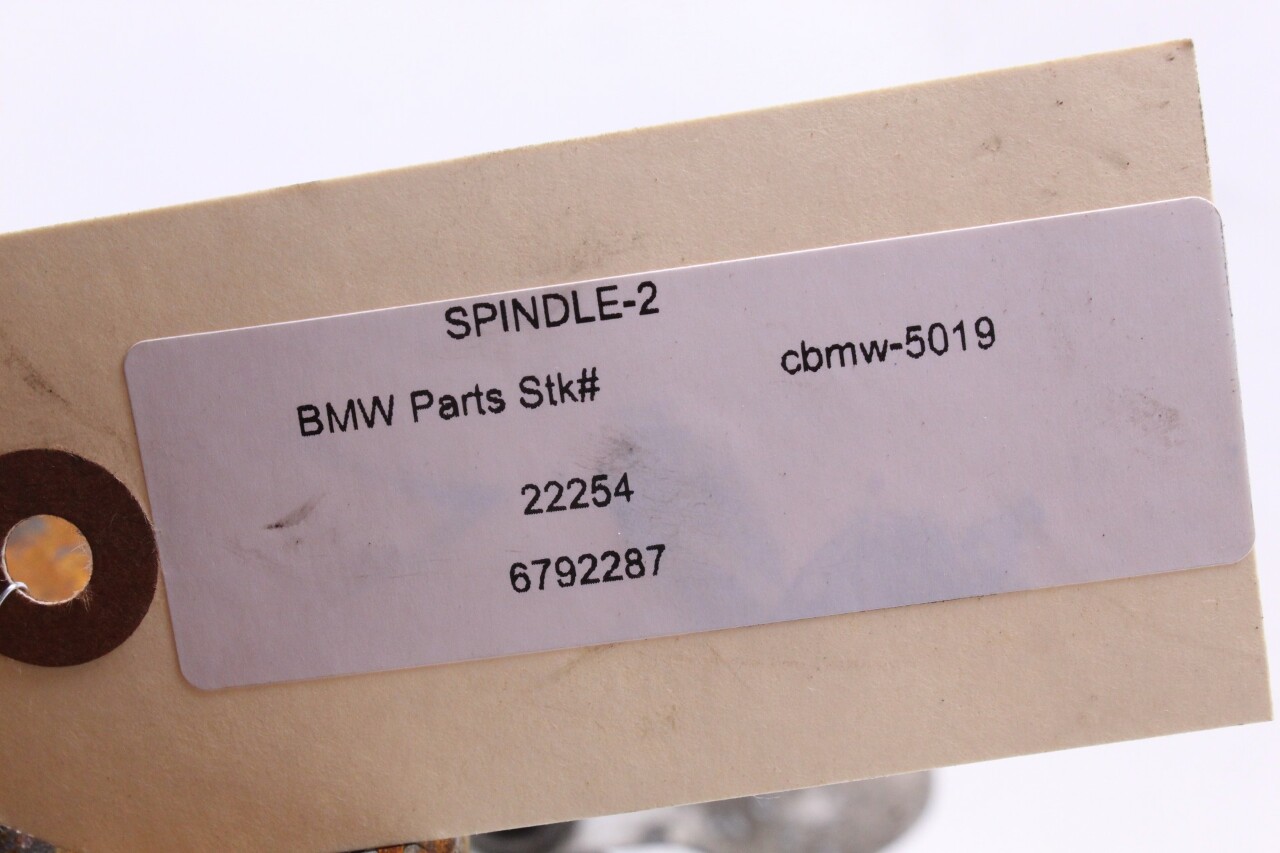 SPINDLE-2
BMW Parts Stk#
cbmw-5019
22254
6792287